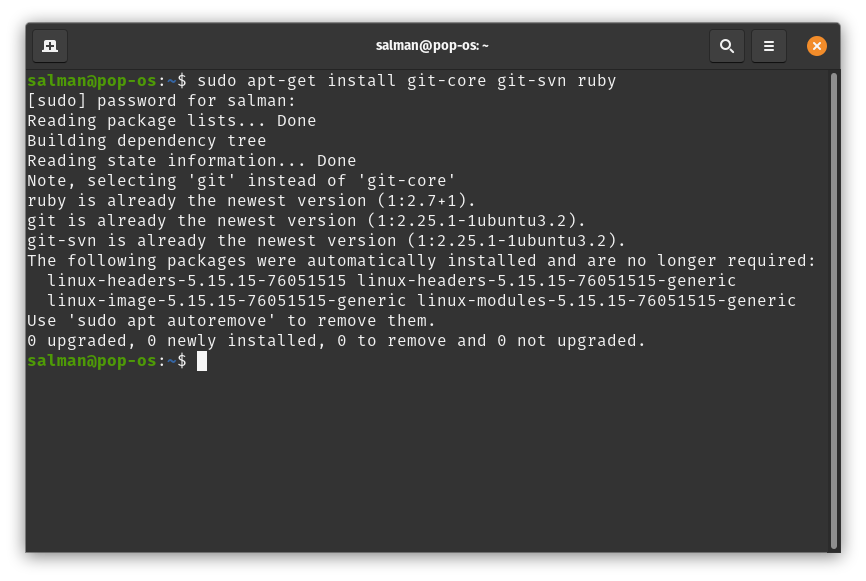 salman@pop-os: ~
salman@pop-os:~$ sudo apt-get install git-core git-svn ruby
[sudo] password for salman:
Reading package lists... Done
Building dependency tree
Reading state information... Done
Note, selecting 'git' instead of 'git-core'
ruby is already the newest version (1:2.7+1).
git is already the newest version (1:2.25.1-1ubuntu3.2).
git-svn is already the newest version (1:2.25.1-1ubuntu3.2).
The following packages were automatically installed and are no longer required:
  linux-headers-5.15.15-76051515 linux-headers-5.15.15-76051515-generic
  linux-image-5.15.15-76051515-generic linux-modules-5.15.15-76051515-generic
Use 'sudo apt autoremove' to remove them.
0 upgraded, 0 newly installed, 0 to remove and 0 not upgraded.
salman@pop-os:~$